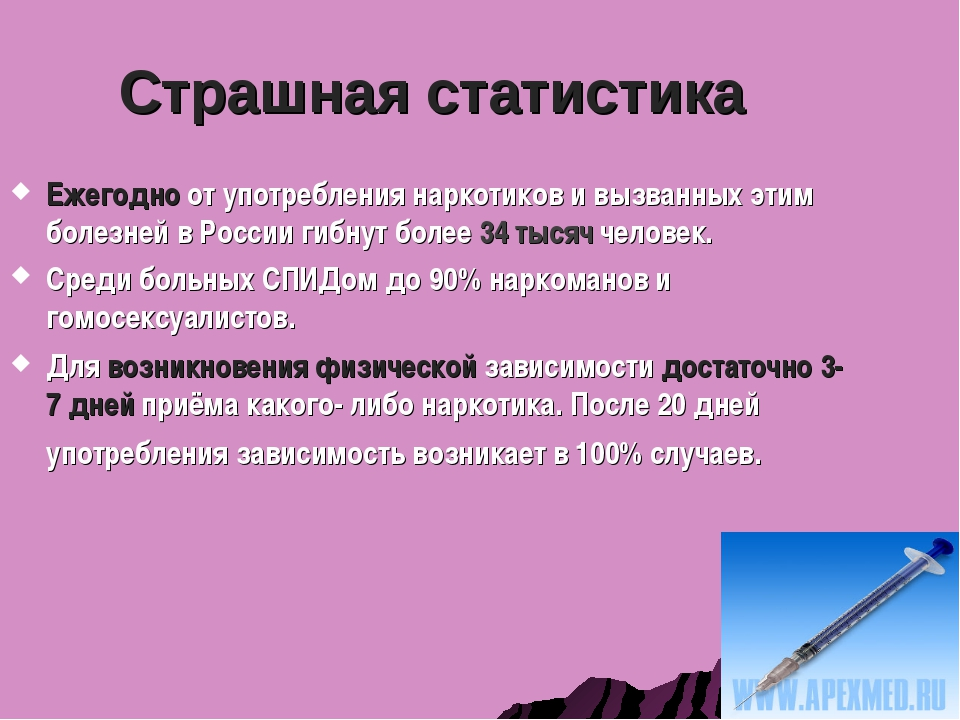 Страшная статистика
Ежегодно от употребления наркотиков и вызванных этим
болезней в России гибнут более 34 тысяч человек.
Среди больных СПИДом до 90% наркоманов и
гомосексуалистов.
Для возникновения физической зависимости достаточно 3-
7 дней приёма какого- либо наркотика. После 20 дней
употребления зависимость возникает в 100% случаев.
WWW.APEXMED.RU